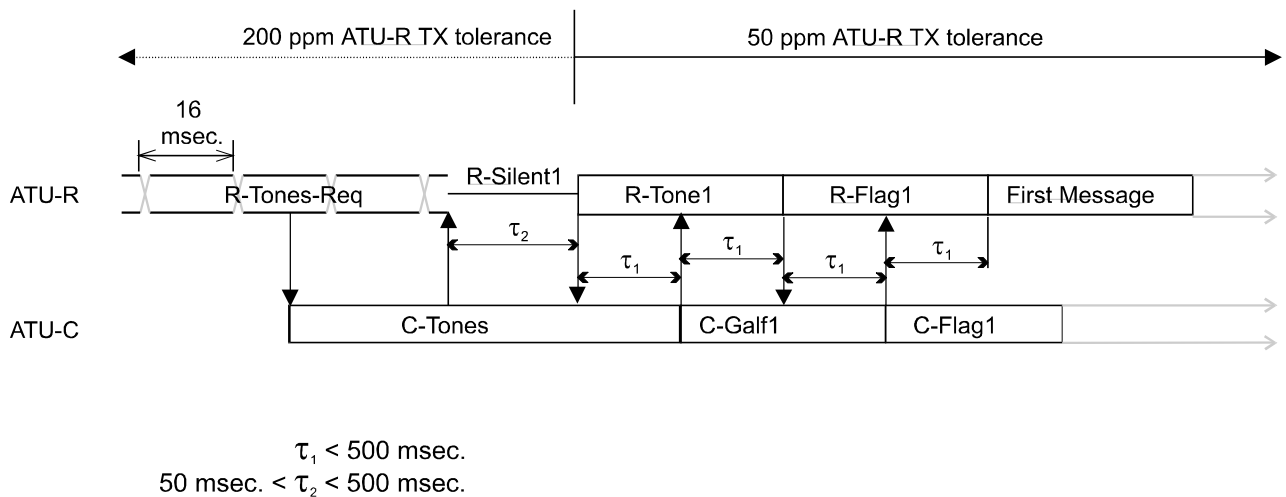 200 ppm ATU-R TX tolerance
50 ppm ATU-R TX tolerance
16
msec.
ATU-R
R-Tones-Req
R-Silent1
R-Tone1
R-Flag1
First Message
τ2
τ1
τ1
τ1
τ1
ATU-C
C-Tones
C-Galf1
C-Flag1
τ1 < 500 msec.
50 msec. < τ2 < 500 msec.